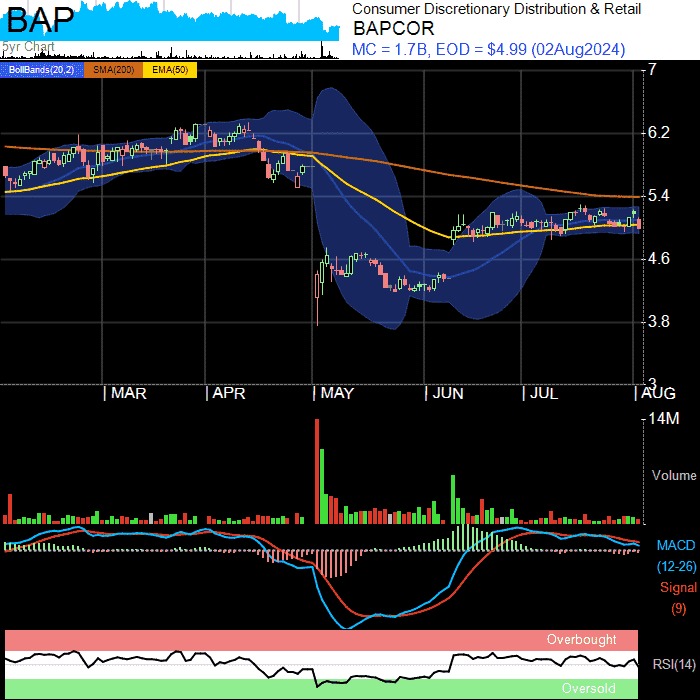 BAP
5yr Chart
Consumer Discretionary Distribution & Retail
BAPCOR
MC = 1.7B, EOD = $4.99 (02Aug2024)
BollBands(20,2) SMA(200) EMA(50)
7
6.2
5.4
4.6
3.8
3
MAR APR MAY JUN JUL AUG
14M
Volume
MACD
(12-26)
Signal
(9)
Overbought
RSI(14)
Oversold